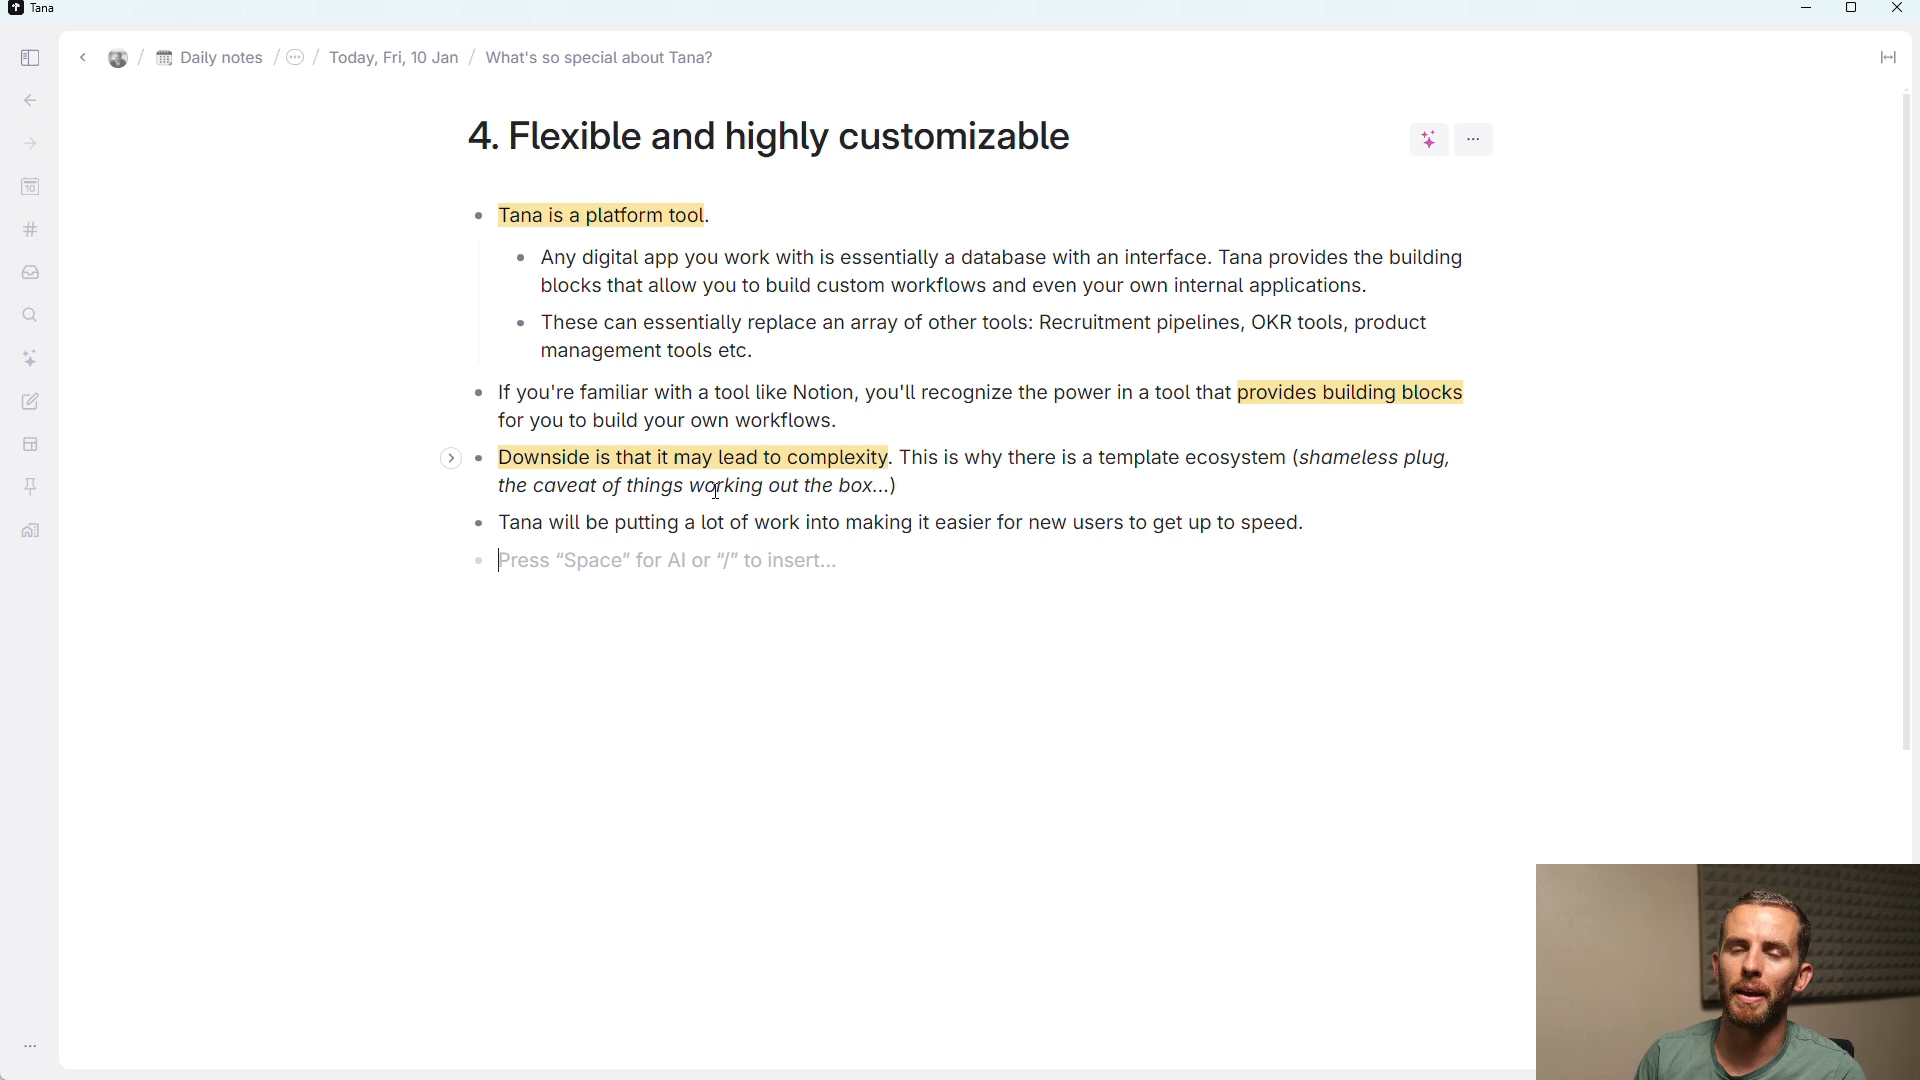 Tana
Daily notes / Today, Fri, 10 Jan / What's so special about Tana?
10
4. Flexible and highly customizable
Tana is a platform tool.
Any digital app you work with is essentially a database with an interface. Tana provides the building
blocks that allow you to build custom workflows and even your own internal applications.
These can essentially replace an array of other tools: Recruitment pipelines, OKR tools, product
management tools etc.
If you're familiar with a tool like Notion, you'll recognize the power in a tool that provides building blocks
for you to build your own workflows.
Downside is that it may lead to complexity. This is why there is a template ecosystem (shameless plug,
the caveat of things working out the box...)
Tana will be putting a lot of work into making it easier for new users to get up to speed.
Press “Space” for AI or “/” to insert...